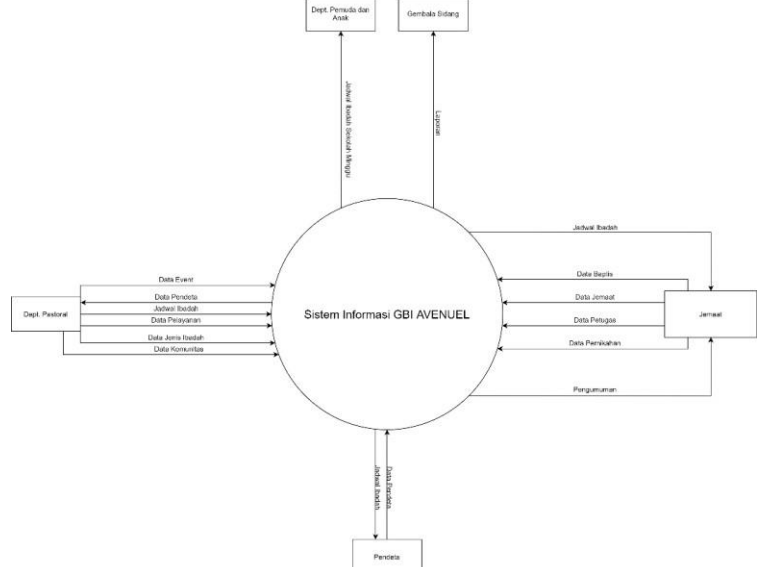 Dept. Pemuda dan
Anak
Gembala Sidang
Jadwal Ibadah Sekolah Minggu
Laporan
Jadwal Ibadah
Data Event
Data Baptis
Data Pendeta
Data Jemaat
Jadwal Ibadah
Dept. Pastoral
Sistem Informasi GBI AVENUEL
Jemaat
Data Pelayanan
Data Petugas
Data Jenis Ibadah
Data Pernikahan
Data Komunitas
Pengumuman
Jadwal Ibadah
Data Pendeta
Pendeta